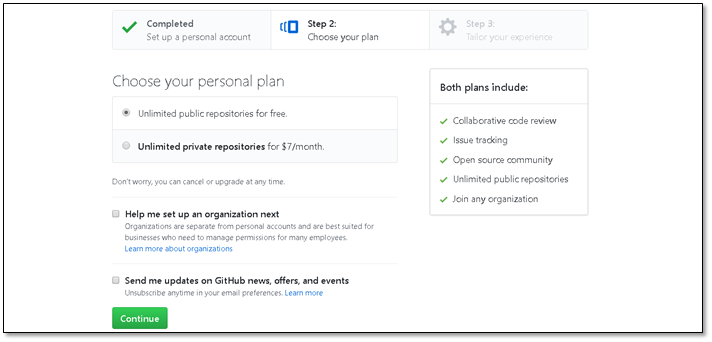 Completed
Set up a personal account
Step 2:
Choose your plan
Step 3:
Tailor your experience
Choose your personal plan
Unlimited public repositories for free.
Unlimited private repositories for $7/month.
Don't worry, you can cancel or upgrade at any time.
Help me set up an organization next
Organizations are separate from personal accounts and are best suited for
businesses who need to manage permissions for many employees.
Learn more about organizations
Send me updates on GitHub news, offers, and events
Unsubscribe anytime in your email preferences. Learn more
Continue
Both plans include:
Collaborative code review
Issue tracking
Open source community
Unlimited public repositories
Join any organization